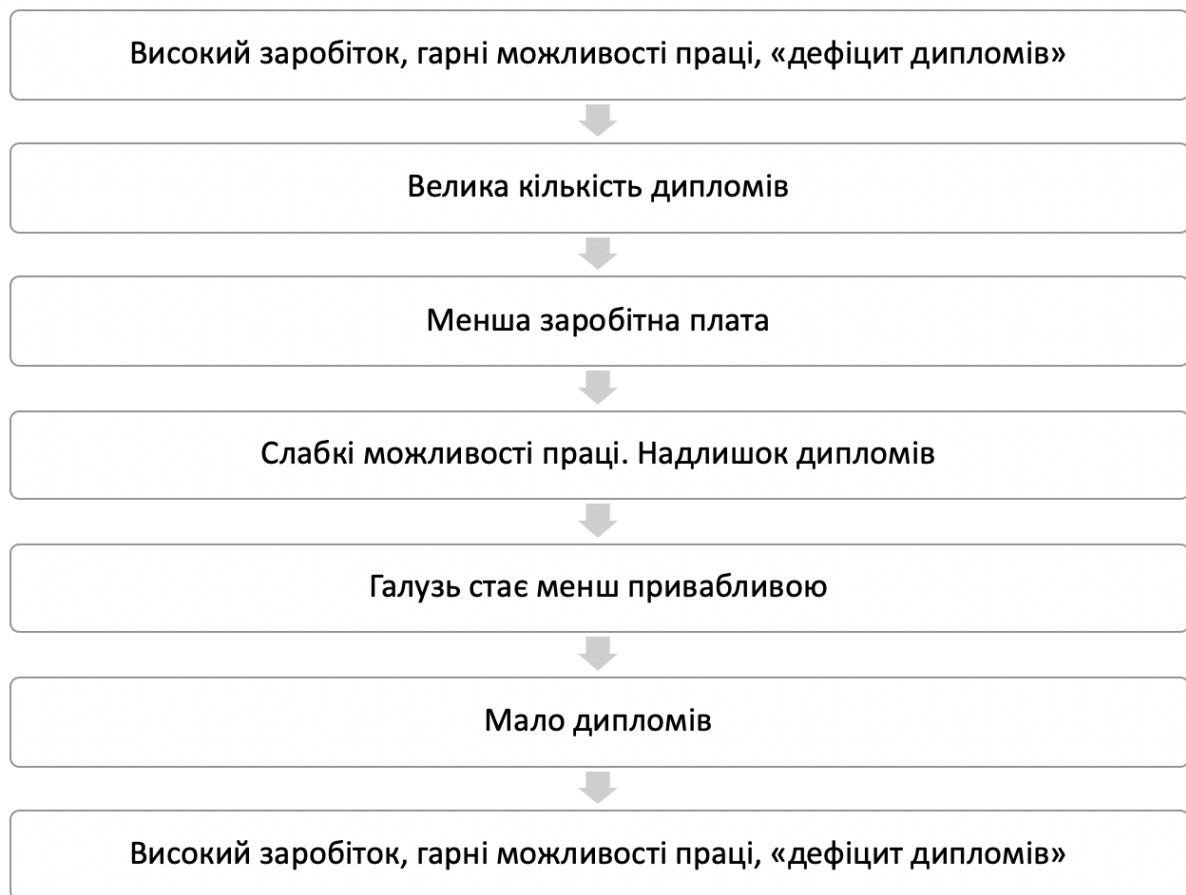 Високий заробіток, гарні можливості праці, «дефіцит дипломів»
Велика кількість дипломів
Менша заробітна плата
Слабкі можливості праці. Надлишок дипломів
Галузь стає менш привабливою
Мало дипломів
Високий заробіток, гарні можливості праці, «дефіцит дипломів»